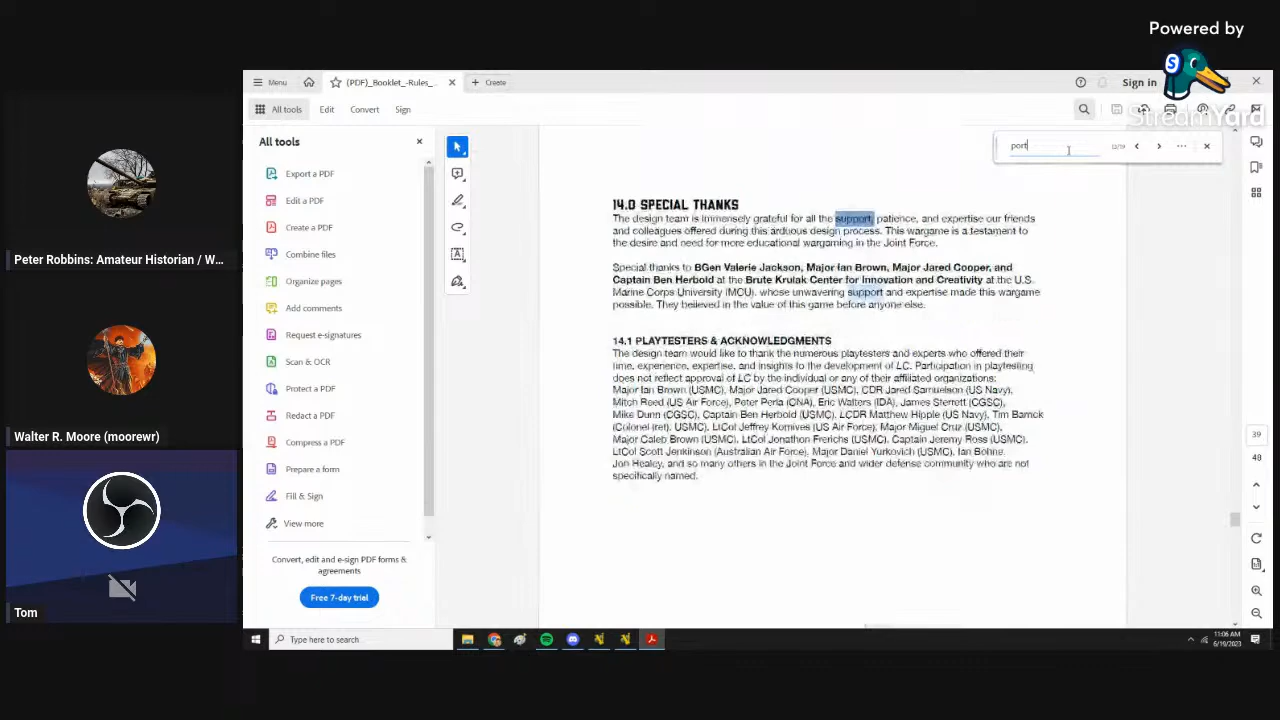 Powered by
StreamYard
Menu
(PDF)_Booklet_-Rules_...
Create
Sign in
All tools
Edit
Convert
Sign
All tools
Export a PDF
Edit a PDF
Create a PDF
Combine files
Organize pages
Add comments
Request e-signatures
Scan & OCR
Protect a PDF
Redact a PDF
Compress a PDF
Prepare a form
Fill & Sign
View more
Convert, edit and e-sign PDF forms &
agreements
Free 7-day trial
port
14.0 SPECIAL THANKS
The design team is immensely grateful for all the support, patience, and expertise our friends
and colleagues offered during this arduous design process. This wargame is a testament to
the desire and need for more educational wargaming in the Joint Force.
Special thanks to BGen Valerie Jackson, Major Ian Brown, Major Jared Cooper, and
Captain Ben Herbold at the Brute Krulak Center for Innovation and Creativity at the U.S.
Marine Corps University (MCU), whose unwavering support and expertise made this wargame
possible. They believed in the value of this game before anyone else.
14.1 PLAYTESTERS & ACKNOWLEDGMENTS
The design team would like to thank the numerous playtesters and experts who offered their
time, experience, expertise, and insights to the development of LC. Participation in playtesting
does not reflect approval of LC by the individual or any of their affiliated organizations:
Major Ian Brown (USMC), Major Jared Cooper (USMC), CDR Jared Samuelson (US Navy),
Mitch Reed (US Air Force), Peter Perla (CNA), Eric Walters (IDA), James Sterrett (CGSC),
Mike Dunn (CGSC), Captain Ben Herbold (USMC), LCDR Matthew Hipple (US Navy), Tim Barrick
(Colonel (ret), USMC), LtCol Jeffrey Komives (US Air Force), Major Miguel Cruz (USMC),
Major Caleb Brown (USMC), LtCol Jonathon Frerichs (USMC), Captain Jeremy Ross (USMC),
LtCol Scott Jenkinson (Australian Air Force), Major Daniel Yurkovich (USMC), Ian Bohne,
Jon Healey, and so many others in the Joint Force and wider defense community who are not
specifically named.
39
48
Peter Robbins: Amateur Historian / W...
Walter R. Moore (moorewr)
Tom
Type here to search
11:06 AM
6/19/2023